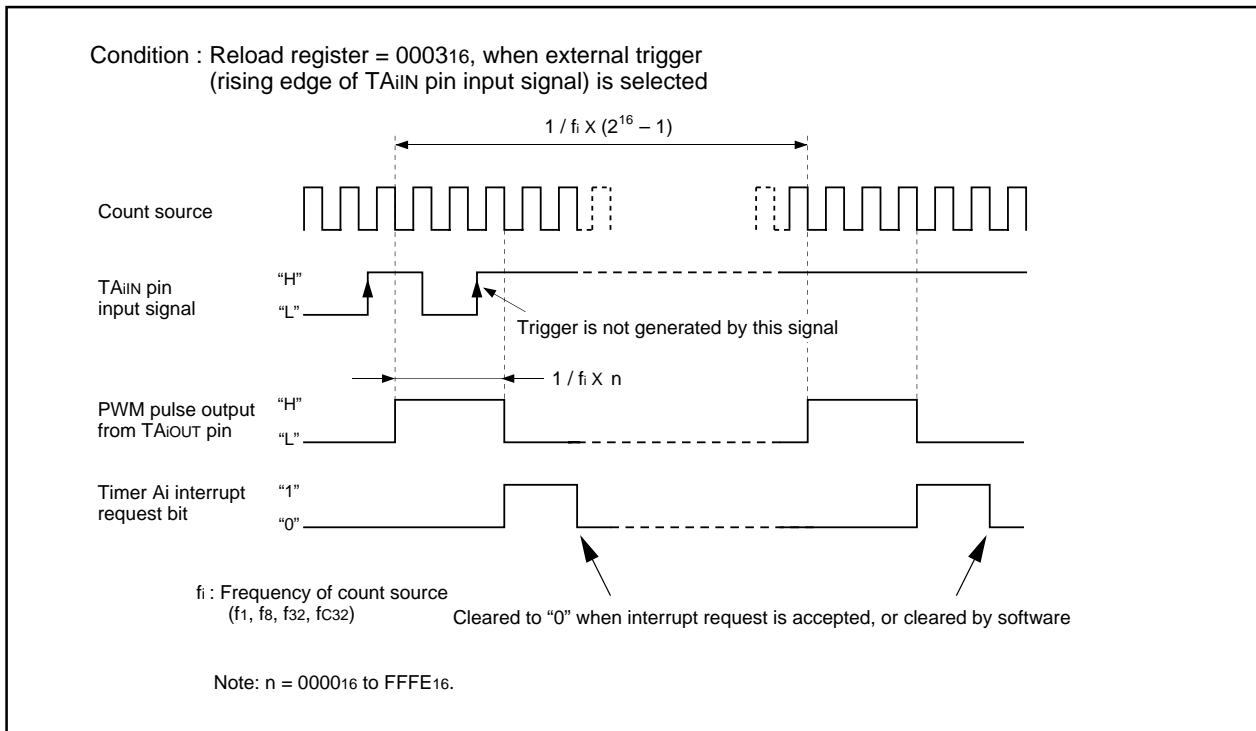 Condition : Reload register = 000316, when external trigger
(rising edge of TAiIN pin input signal) is selected
1 / fi X (2^16 – 1)
Count source
TAiIN pin
input signal
“H”
“L”
Trigger is not generated by this signal
1 / fi X n
PWM pulse output
from TAiOUT pin
“H”
“L”
Timer Ai interrupt
request bit
“1”
“0”
fi : Frequency of count source
(f1, f8, f32, fC32)
Cleared to “0” when interrupt request is accepted, or cleared by software
Note: n = 000016 to FFFE16.